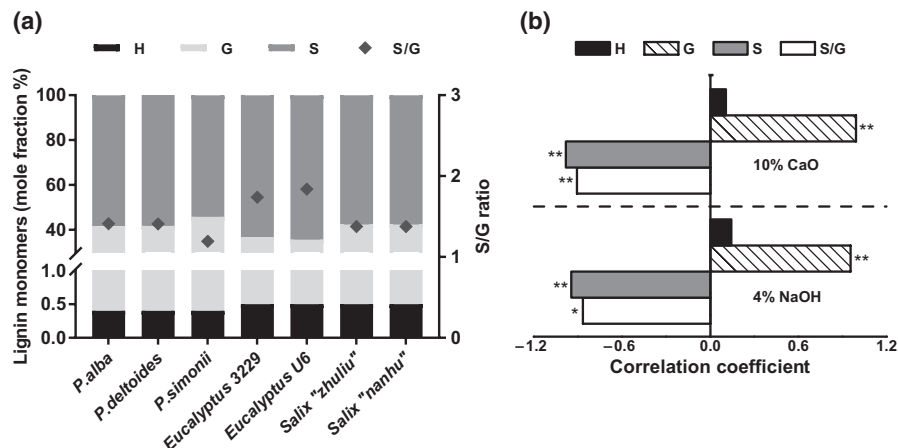 (a)
H G S S/G
Lignin monomers (mole fraction %)
100
80
60
40
1.0
0.5
0.0
3
2
1
0
S/G ratio
P.alba
P.deltoides
P.simonii
Eucalyptus 3229
Eucalyptus U6
Salix "zhuliu"
Salix "nanhu"
(b)
H G S S/G
**
**
**
10% CaO
**
**
*
4% NaOH
−1.2 −0.6 0.0 0.6 1.2
Correlation coefficient